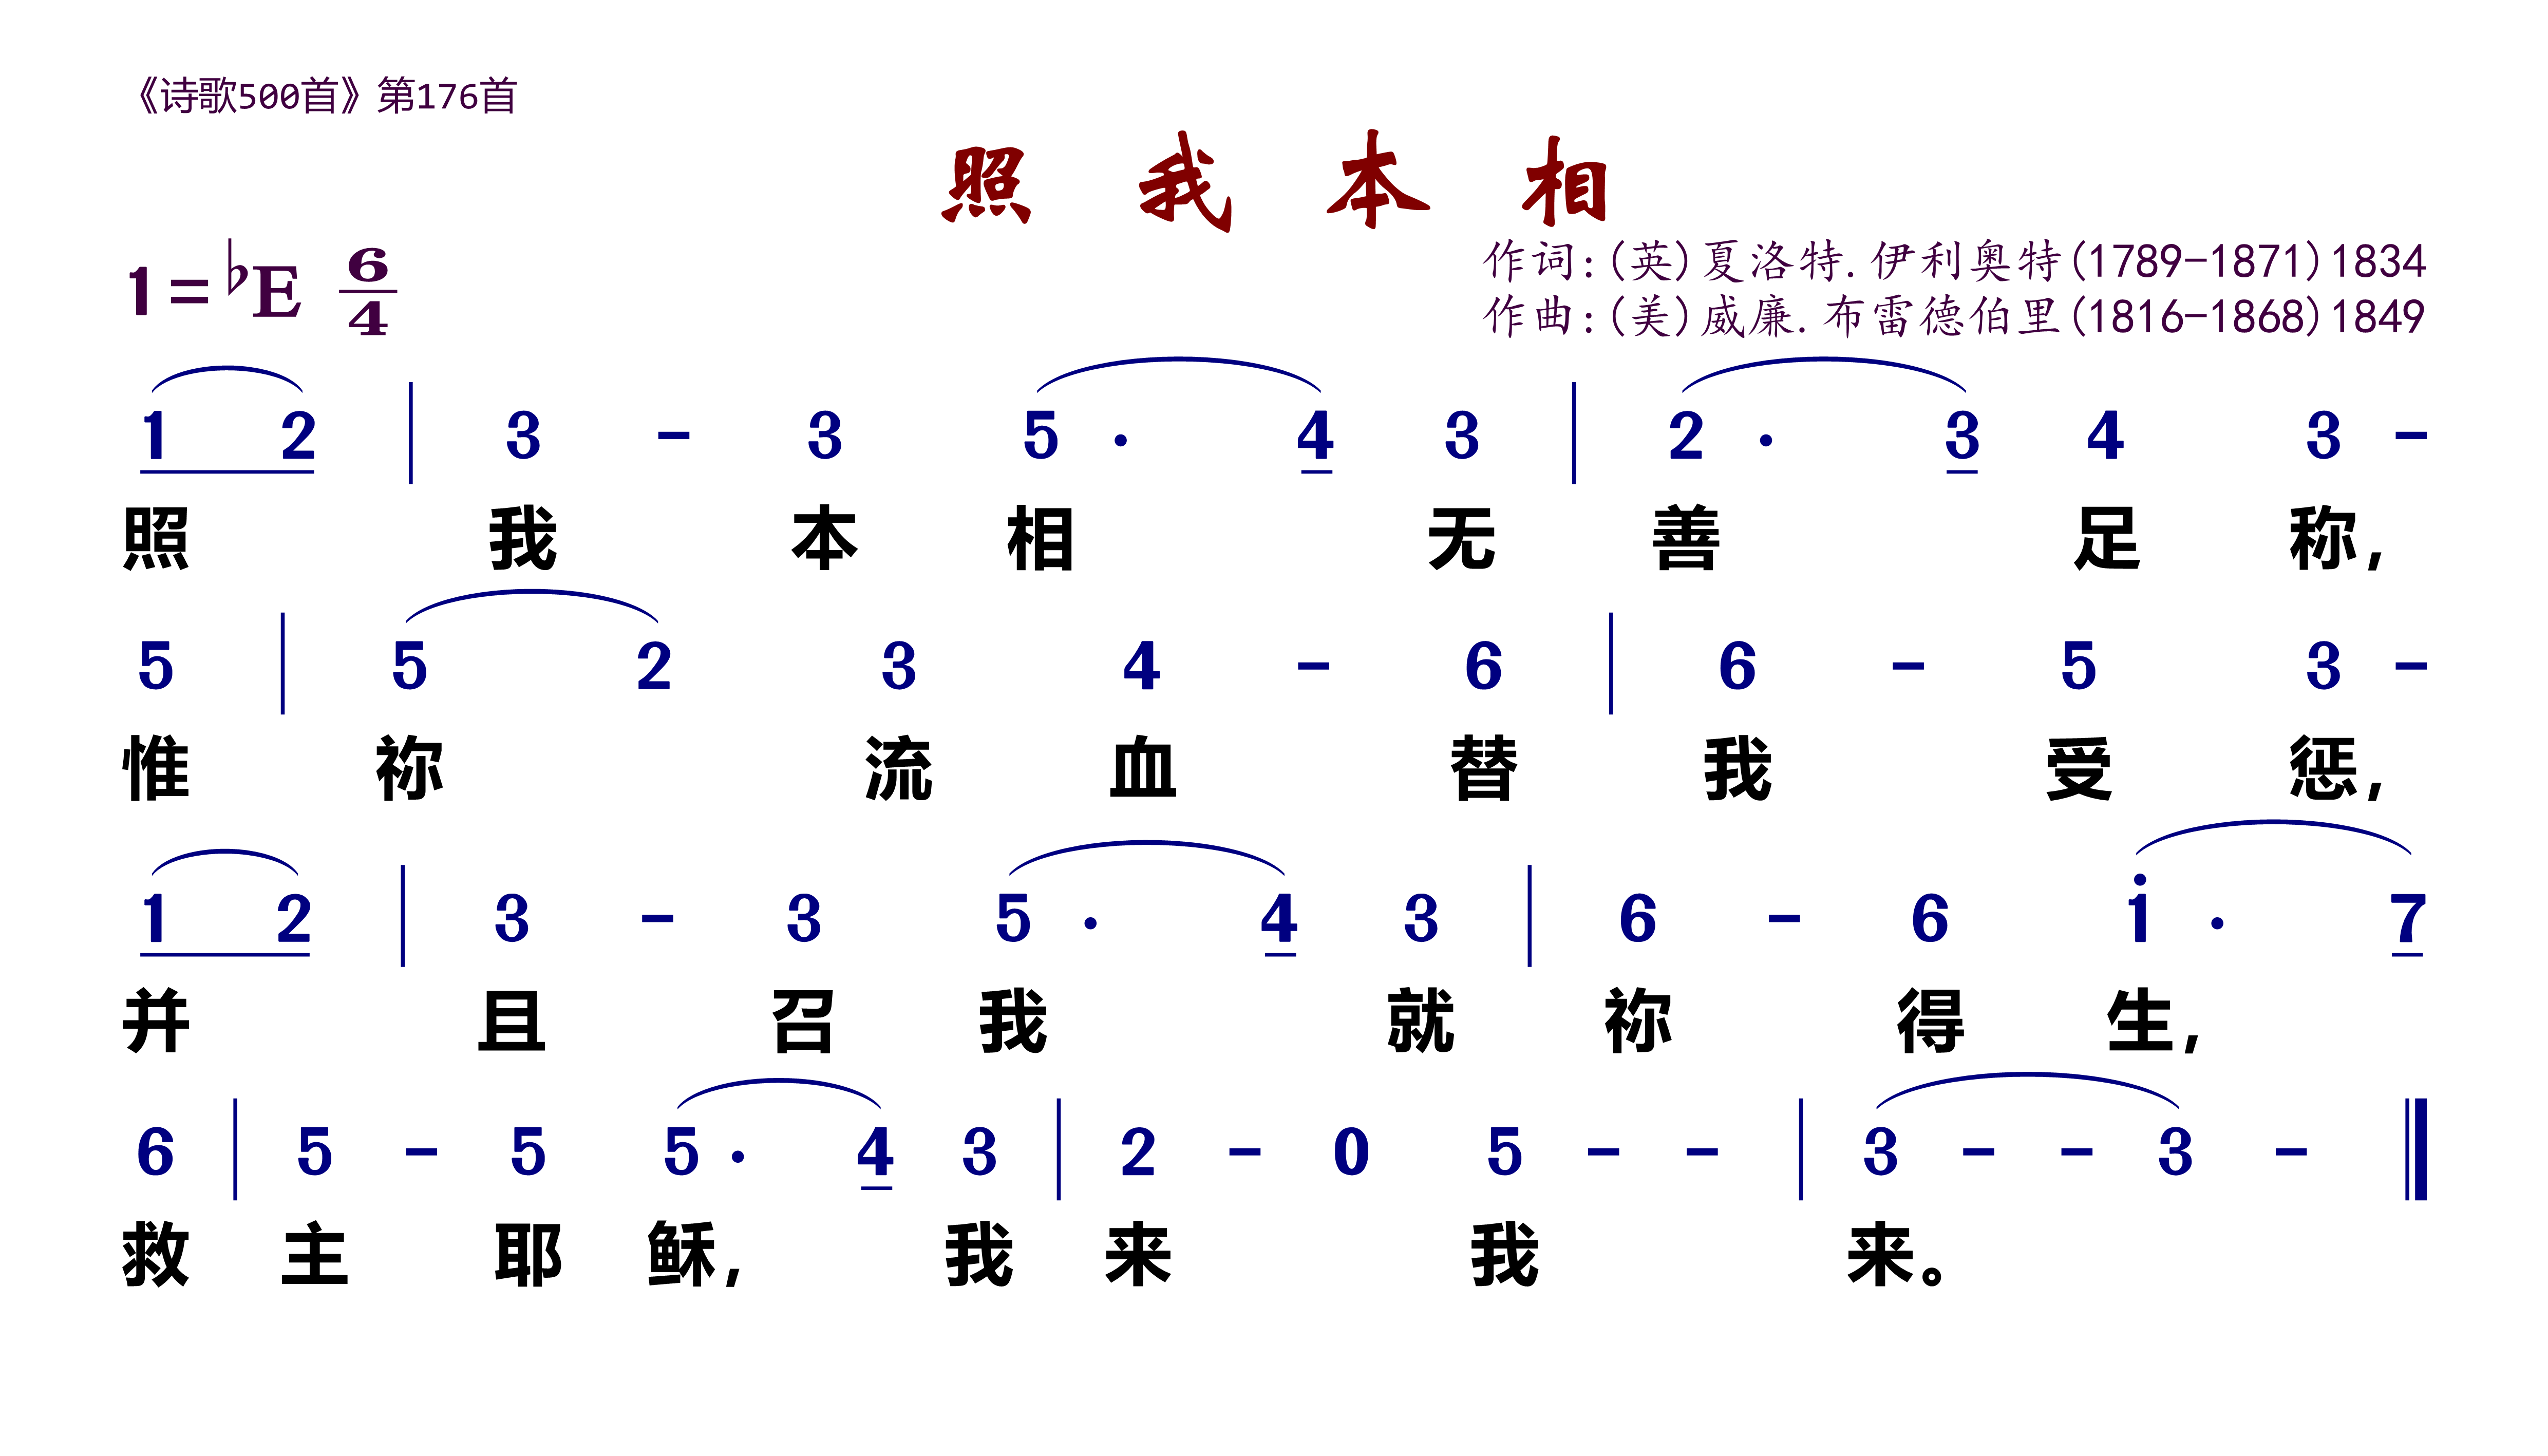 《诗歌500首》第176首
照 我 本 相
1=♭E 6/4
作词:(英)夏洛特.伊利奥特(1789-1871)1834
作曲:(美)威廉.布雷德伯里(1816-1868)1849
1 2 | 3 - 3 5 · 4 3 | 2 · 3 4 3 -
照 我 本 相 无 善 足 称,
5 | 5 2 3 4 - 6 | 6 - 5 3 -
惟 祢 流 血 替 我 受 惩,
1 2 | 3 - 3 5 · 4 3 | 6 - 6 i · 7
并 且 召 我 就 祢 得 生,
6 | 5 - 5 5 · 4 3 | 2 - 0 5 - - | 3 - - 3 - ‖
救 主 耶 稣, 我 来 我 来。